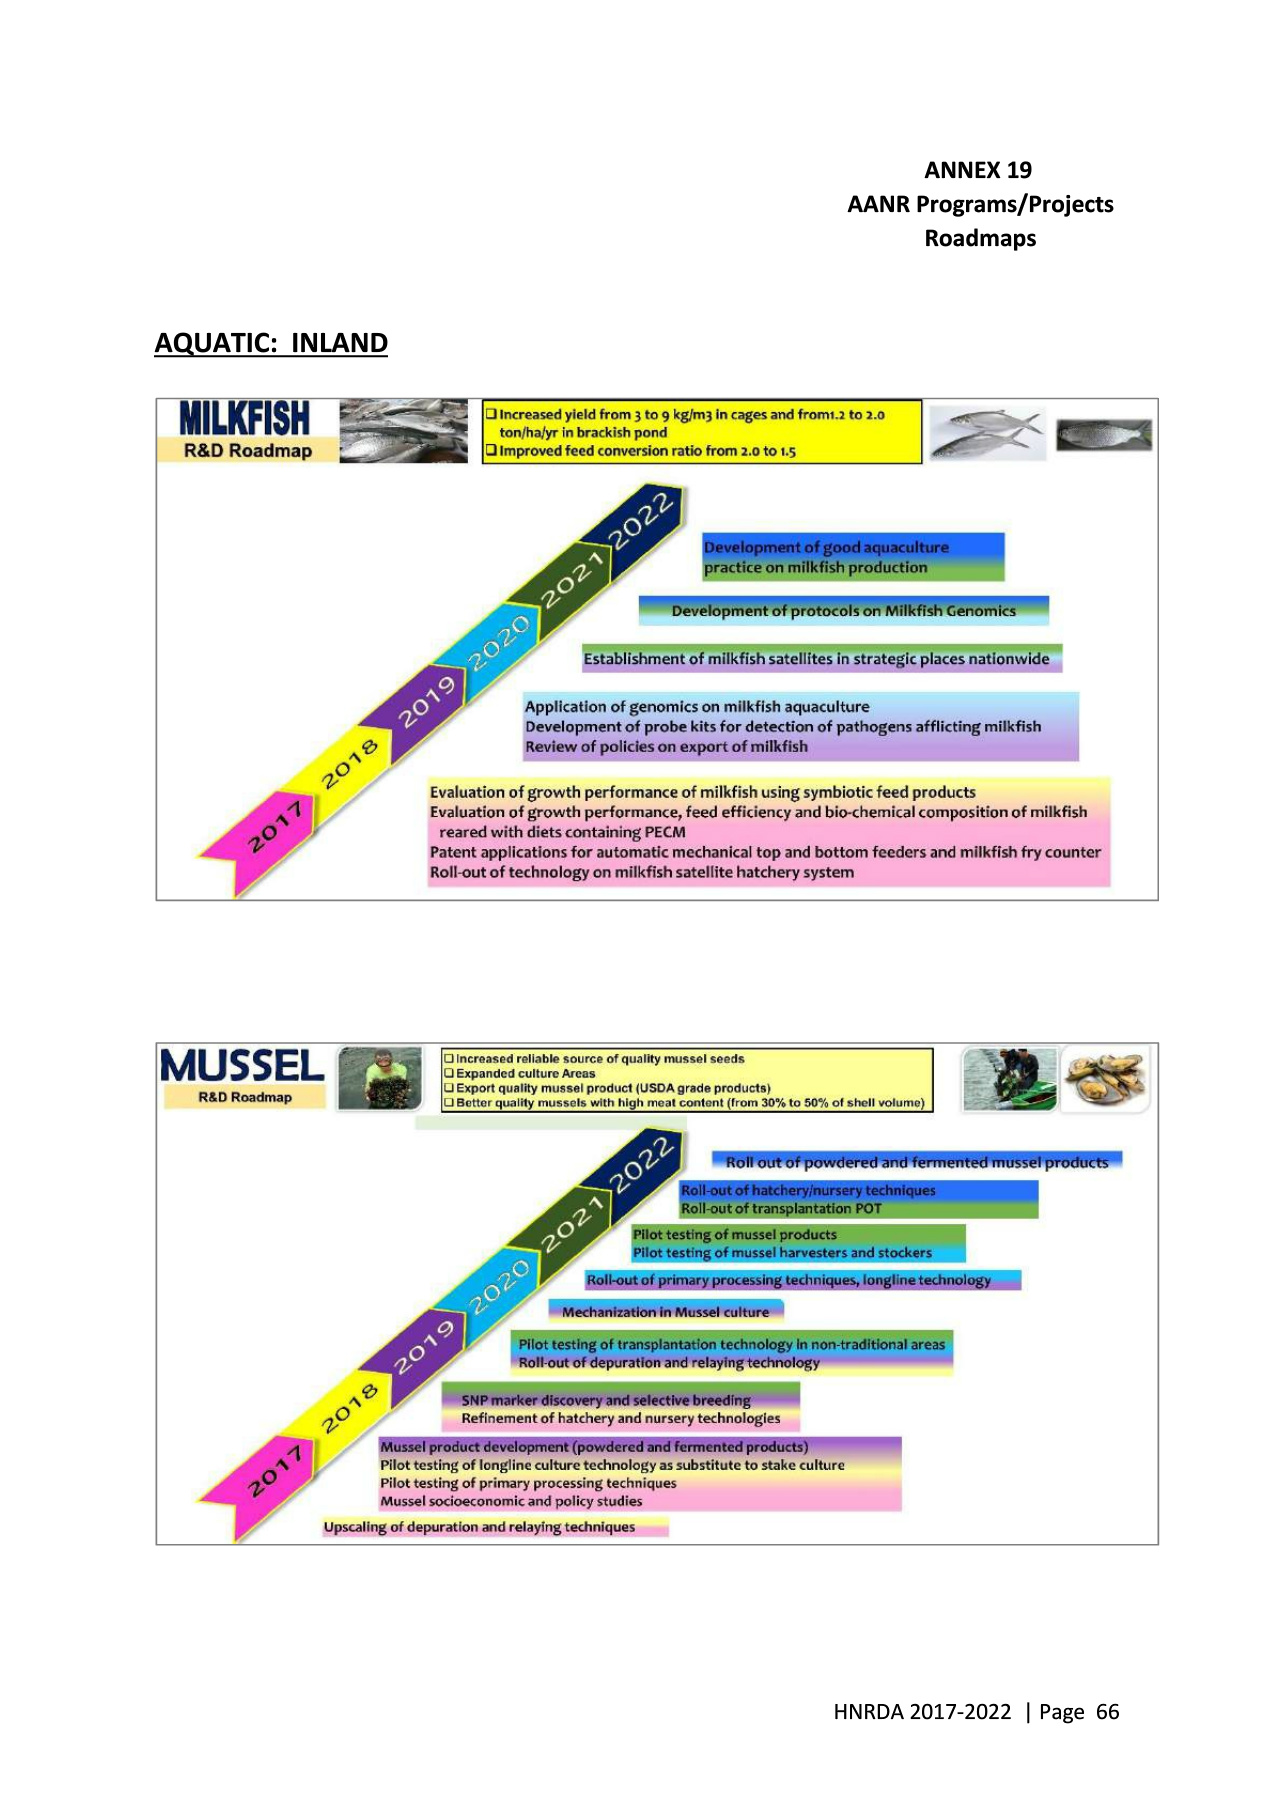 ANNEX 19
AANR Programs/Projects
Roadmaps
AQUATIC:  INLAND
MILKFISH
R&D Roadmap
❑ Increased yield from 3 to 9 kg/m3 in cages and from1.2 to 2.0
ton/ha/yr in brackish pond
❑ Improved feed conversion ratio from 2.0 to 1.5
2022
2021
2020
2019
2018
2017
Development of good aquaculture
practice on milkfish production
Development of protocols on Milkfish Genomics
Establishment of milkfish satellites in strategic places nationwide
Application of genomics on milkfish aquaculture
Development of probe kits for detection of pathogens afflicting milkfish
Review of policies on export of milkfish
Evaluation of growth performance of milkfish using symbiotic feed products
Evaluation of growth performance, feed efficiency and bio-chemical composition of milkfish
reared with diets containing PECM
Patent applications for automatic mechanical top and bottom feeders and milkfish fry counter
Roll-out of technology on milkfish satellite hatchery system
MUSSEL
R&D Roadmap
❑ Increased reliable source of quality mussel seeds
❑ Expanded culture Areas
❑ Export quality mussel product (USDA grade products)
❑ Better quality mussels with high meat content (from 30% to 50% of shell volume)
2022
2021
2020
2019
2018
2017
Roll out of powdered and fermented mussel products
Roll-out of hatchery/nursery techniques
Roll-out of transplantation POT
Pilot testing of mussel products
Pilot testing of mussel harvesters and stockers
Roll-out of primary processing techniques, longline technology
Mechanization in Mussel culture
Pilot testing of transplantation technology in non-traditional areas
Roll-out of depuration and relaying technology
SNP marker discovery and selective breeding
Refinement of hatchery and nursery technologies
Mussel product development (powdered and fermented products)
Pilot testing of longline culture technology as substitute to stake culture
Pilot testing of primary processing techniques
Mussel socioeconomic and policy studies
Upscaling of depuration and relaying techniques
HNRDA 2017-2022  | Page  66